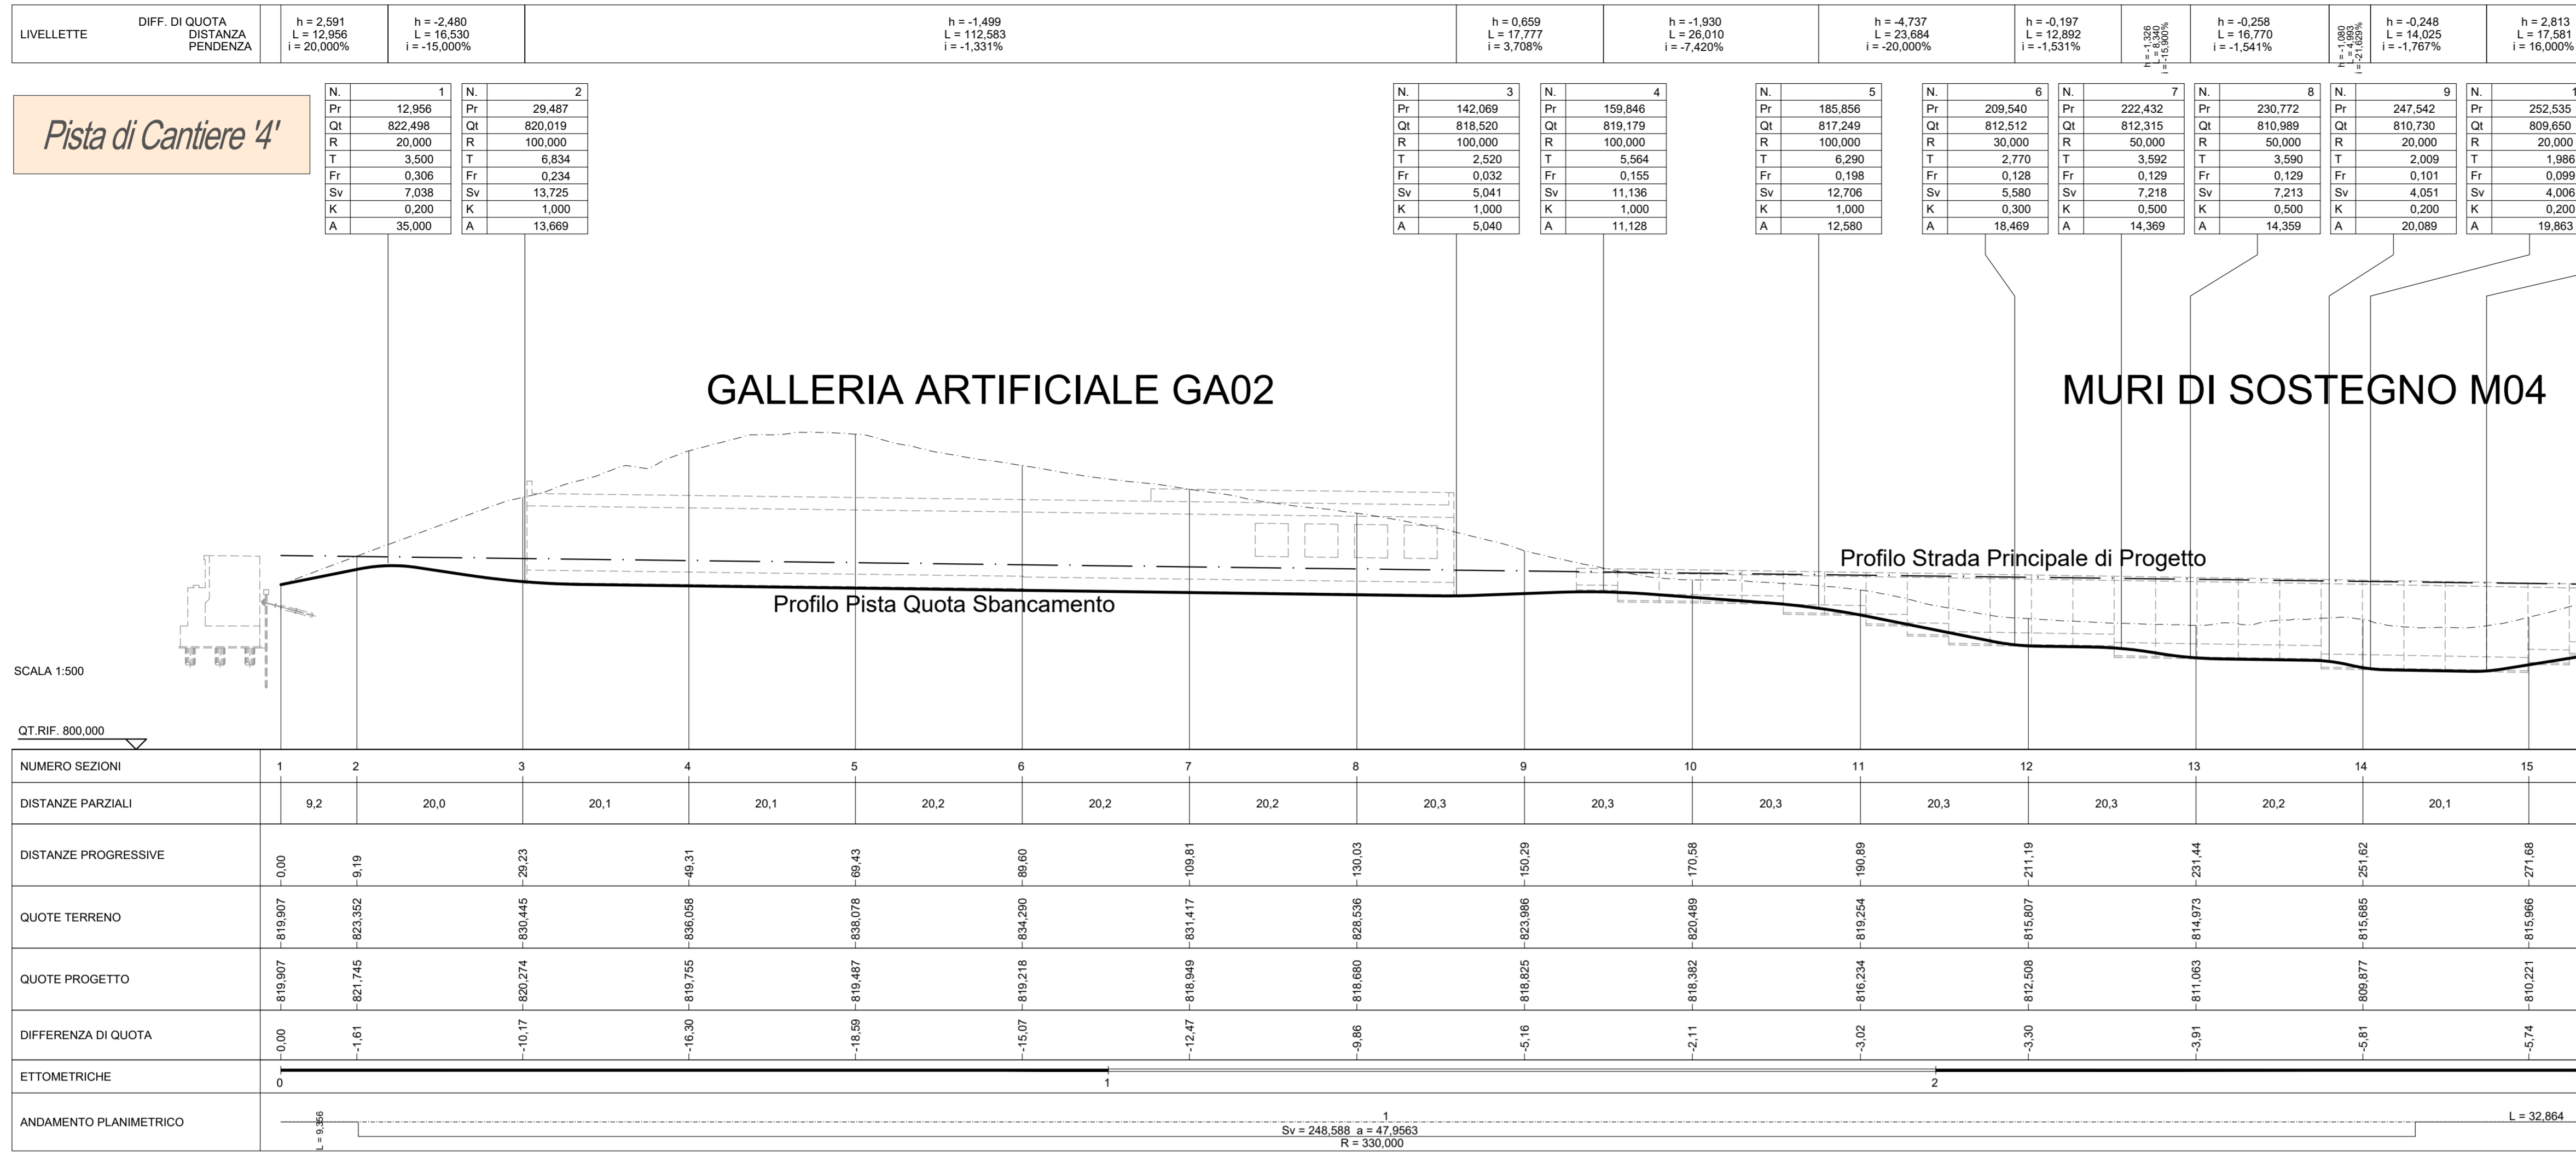 LIVELLETTE
DIFF. DI QUOTA
DISTANZA
PENDENZA
h = 2,591
L = 12,956
i = 20,000%
h = -2,480
L = 16,530
i = -15,000%
h = -1,499
L = 112,583
i = -1,331%
h = 0,659
L = 17,777
i = 3,708%
h = -1,930
L = 26,010
i = -7,420%
h = -4,737
L = 23,684
i = -20,000%
h = -0,197
L = 12,892
i = -1,531%
h = -1,326
L = 8,340
i = -15,900%
h = -0,258
L = 16,770
i = -1,541%
h = -1,080
L = 4,993
i = -21,629%
h = -0,248
L = 14,025
i = -1,767%
h = 2,813
L = 17,581
i = 16,000%
Pista di Cantiere '4'
N. 1
Pr 12,956
Qt 822,498
R 20,000
T 3,500
Fr 0,306
Sv 7,038
K 0,200
A 35,000
N. 2
Pr 29,487
Qt 820,019
R 100,000
T 6,834
Fr 0,234
Sv 13,725
K 1,000
A 13,669
N. 3
Pr 142,069
Qt 818,520
R 100,000
T 2,520
Fr 0,032
Sv 5,041
K 1,000
A 5,040
N. 4
Pr 159,846
Qt 819,179
R 100,000
T 5,564
Fr 0,155
Sv 11,136
K 1,000
A 11,128
N. 5
Pr 185,856
Qt 817,249
R 100,000
T 6,290
Fr 0,198
Sv 12,706
K 1,000
A 12,580
N. 6
Pr 209,540
Qt 812,512
R 30,000
T 2,770
Fr 0,128
Sv 5,580
K 0,300
A 18,469
N. 7
Pr 222,432
Qt 812,315
R 50,000
T 3,592
Fr 0,129
Sv 7,218
K 0,500
A 14,369
N. 8
Pr 230,772
Qt 810,989
R 50,000
T 3,590
Fr 0,129
Sv 7,213
K 0,500
A 14,359
N. 9
Pr 247,542
Qt 810,730
R 20,000
T 2,009
Fr 0,101
Sv 4,051
K 0,200
A 20,089
N.
Pr 252,535
Qt 809,650
R 20,000
T 1,986
Fr 0,099
Sv 4,006
K 0,200
A 19,863
GALLERIA ARTIFICIALE GA02
MURI DI SOSTEGNO M04
Profilo Strada Principale di Progetto
Profilo Pista Quota Sbancamento
SCALA 1:500
QT.RIF. 800,000
NUMERO SEZIONI 1 2 3 4 5 6 7 8 9 10 11 12 13 14 15
DISTANZE PARZIALI 9,2 20,0 20,1 20,1 20,2 20,2 20,2 20,3 20,3 20,3 20,3 20,3 20,2 20,1
DISTANZE PROGRESSIVE 0,00 9,19 29,23 49,31 69,43 89,60 109,81 130,03 150,29 170,58 190,89 211,19 231,44 251,62 271,68
QUOTE TERRENO 819,907 823,352 830,445 836,058 838,078 834,290 831,417 828,536 823,986 820,489 819,254 815,807 814,973 815,685 815,966
QUOTE PROGETTO 819,907 821,745 820,274 819,755 819,487 819,218 818,949 818,680 818,825 818,382 816,234 812,508 811,063 809,877 810,221
DIFFERENZA DI QUOTA 0,00 -1,61 -10,17 -16,30 -18,59 -15,07 -12,47 -9,86 -5,16 -2,11 -3,02 -3,30 -3,91 -5,81 -5,74
ETTOMETRICHE 0 1 2
ANDAMENTO PLANIMETRICO
L = 9,356
1
Sv = 248,588 a = 47,9563
R = 330,000
L = 32,864